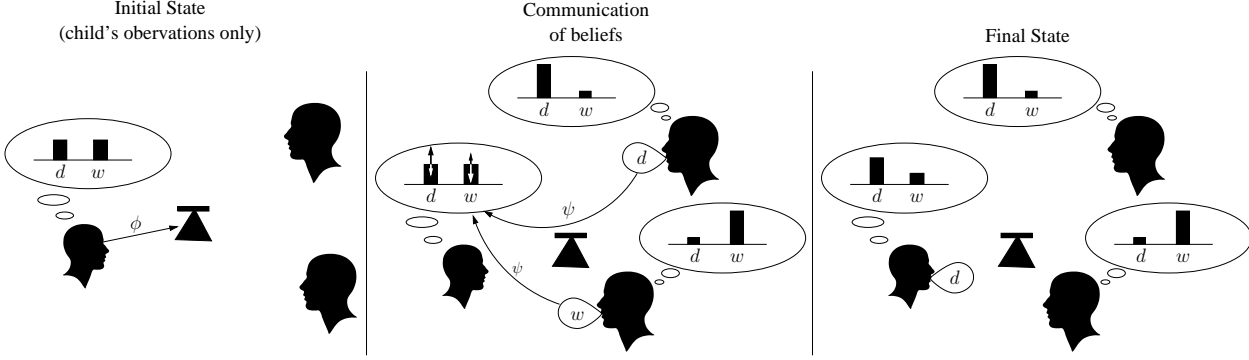 Initial State
(child's obervations only)
d w
ϕ
Communication
of beliefs
d w
d
d w
ψ
d w
ψ
w
Final State
d w
d w
d w
d